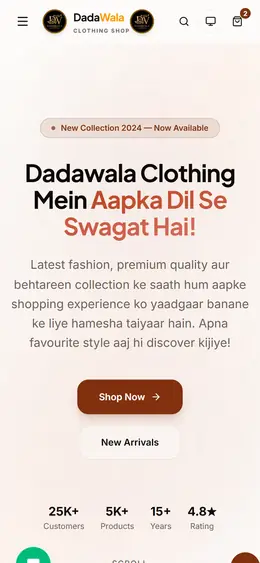 DadaWala
CLOTHING SHOP
2
New Collection 2024 — Now Available
Dadawala Clothing
Mein Aapka Dil Se
Swagat Hai!
Latest fashion, premium quality aur
behtareen collection ke saath hum aapke
shopping experience ko yaadgaar banane
ke liye hamesha taiyaar hain. Apna
favourite style aaj hi discover kijiye!
Shop Now →
New Arrivals
25K+ 5K+ 15+ 4.8★
Customers Products Years Rating
SCROLL